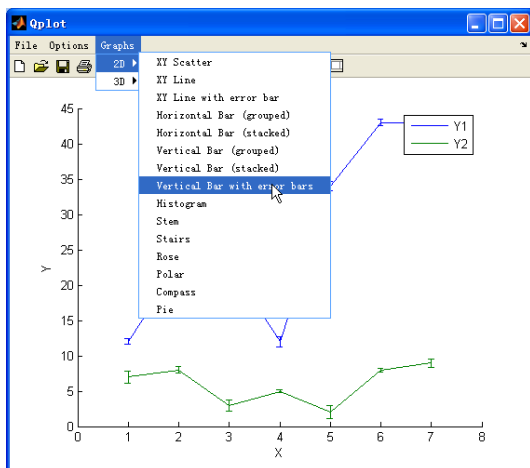 Qplot
File Options Graphs
2D
3D
XY Scatter
XY Line
XY Line with error bar
Horizontal Bar (grouped)
Horizontal Bar (stacked)
Vertical Bar (grouped)
Vertical Bar (stacked)
Vertical Bar with error bars
Histogram
Stem
Stairs
Rose
Polar
Compass
Pie
Y1
Y2
45
40
35
30
25
20
15
10
5
0
Y
0 1 2 3 4 5 6 7 8
X